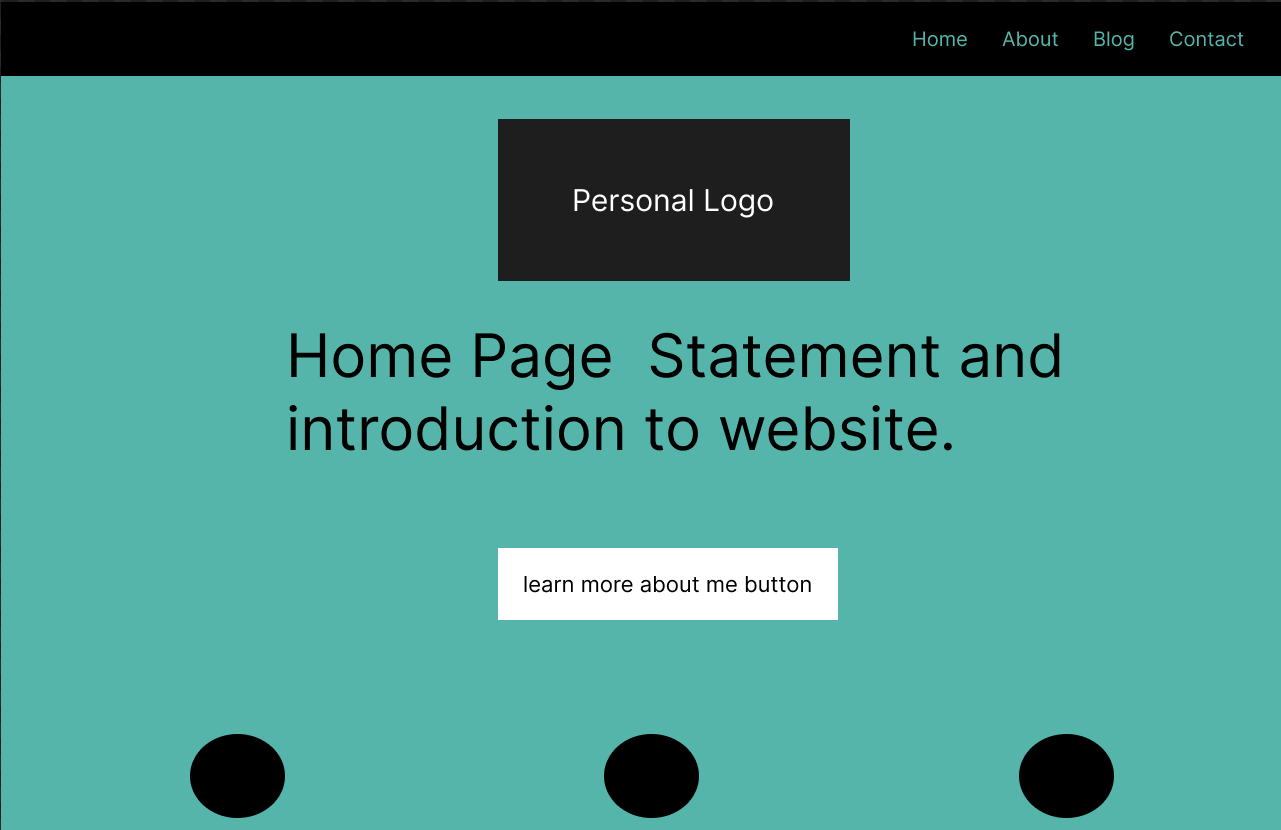 Home About Blog Contact
Personal Logo
Home Page  Statement and
introduction to website.
learn more about me button